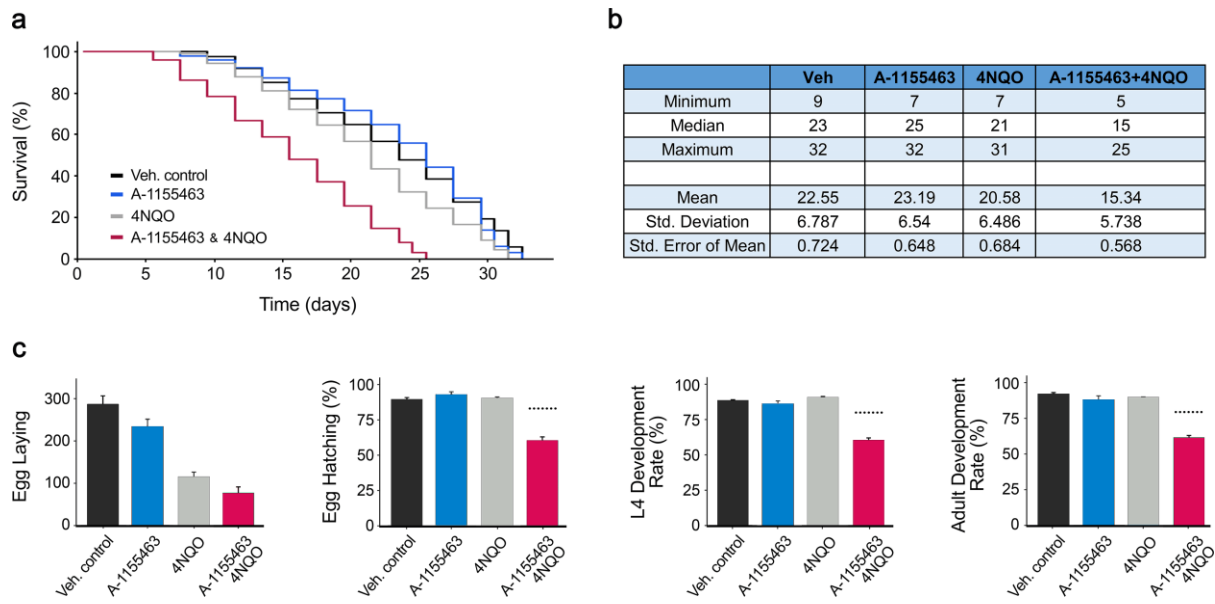 a
Survival (%)
100
80
60
40
20
0
Veh. control
A-1155463
4NQO
A-1155463 & 4NQO
0 5 10 15 20 25 30
Time (days)
b
Veh A-1155463 4NQO A-1155463+4NQO
Minimum 9 7 7 5
Median 23 25 21 15
Maximum 32 32 31 25
Mean 22.55 23.19 20.58 15.34
Std. Deviation 6.787 6.54 6.486 5.738
Std. Error of Mean 0.724 0.648 0.684 0.568
c
Egg Laying
300
200
100
0
Veh. control
A-1155463
4NQO
A-1155463
4NQO
Egg Hatching (%)
100
75
50
25
0
Veh. control
A-1155463
4NQO
A-1155463
4NQO
L4 Development
Rate (%)
100
75
50
25
0
Veh. control
A-1155463
4NQO
A-1155463
4NQO
Adult Development
Rate (%)
100
75
50
25
0
Veh. control
A-1155463
4NQO
A-1155463
4NQO